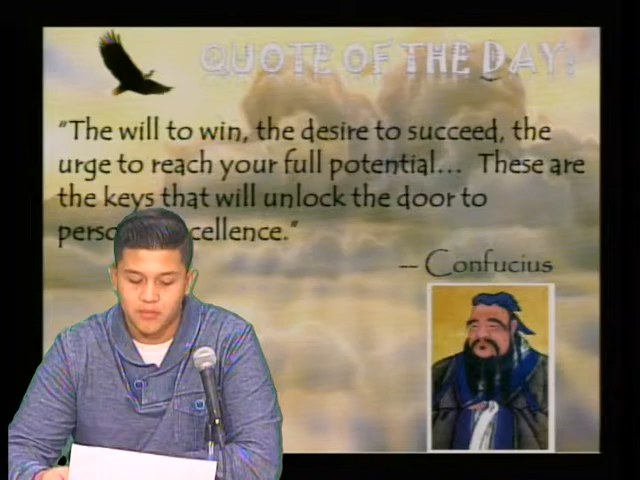 QUOTE OF THE DAY:
"The will to win, the desire to succeed, the
urge to reach your full potential... These are
the keys that will unlock the door to
perso cellence."
-- Confucius